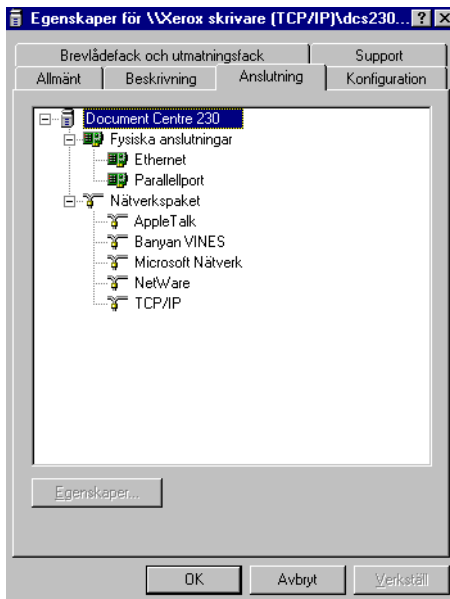 Egenskaper för \\Xerox skrivare (TCP/IP)\dcs230...
Brevlådefack och utmatningsfack Support
Allmänt Beskrivning Anslutning Konfiguration
Document Centre 230
Fysiska anslutningar
Ethernet
Parallellport
Nätverkspaket
AppleTalk
Banyan VINES
Microsoft Nätverk
NetWare
TCP/IP
Egenskaper...
OK Avbryt Verkställ